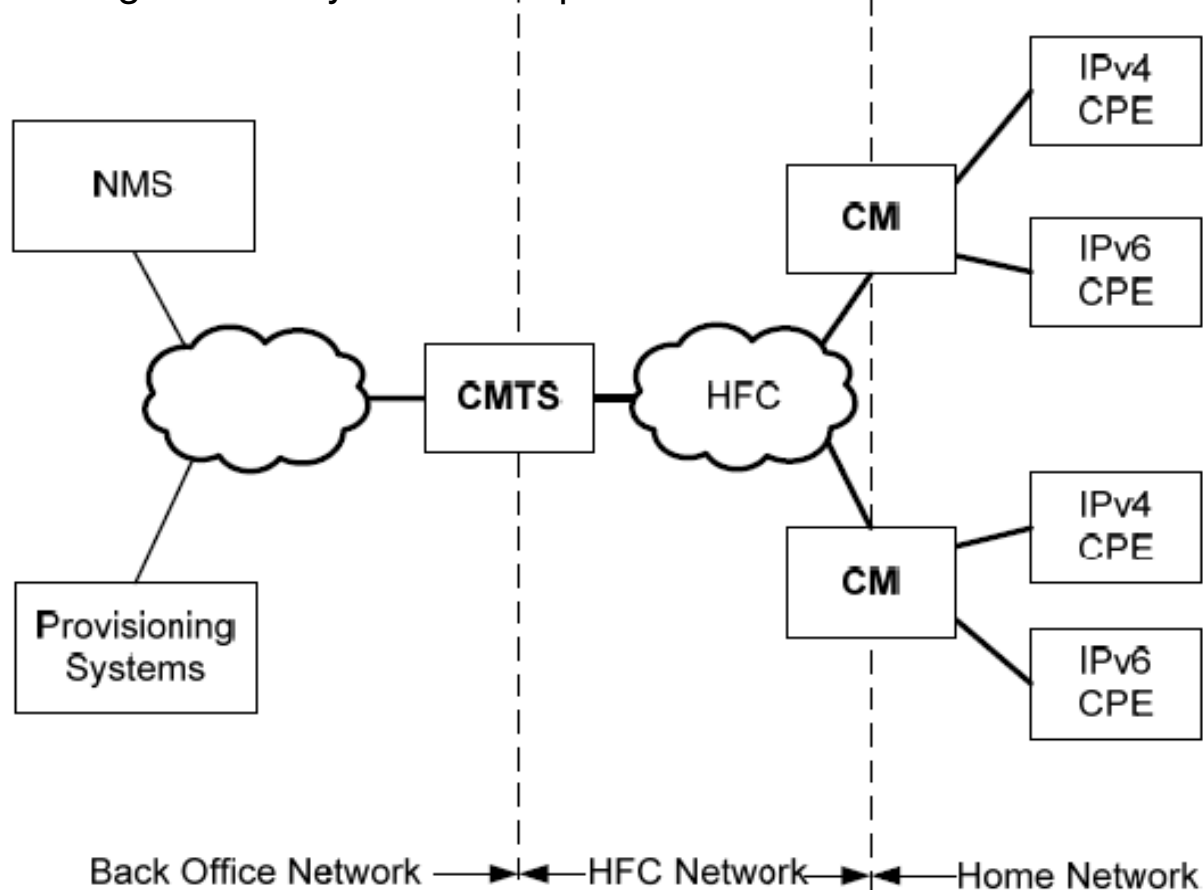 NMS
Provisioning
Systems
CMTS
HFC
CM
CM
IPv4
CPE
IPv6
CPE
IPv4
CPE
IPv6
CPE
Back Office Network
HFC Network
Home Network